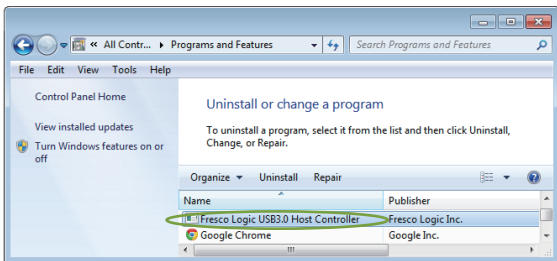 « All Contr... ▸ Programs and Features
Search Programs and Features
File Edit View Tools Help
Control Panel Home
View installed updates
Turn Windows features on or
off
Uninstall or change a program
To uninstall a program, select it from the list and then click Uninstall,
Change, or Repair.
Organize Uninstall Repair
Name Publisher
Fresco Logic USB3.0 Host Controller Fresco Logic Inc.
Google Chrome Google Inc.